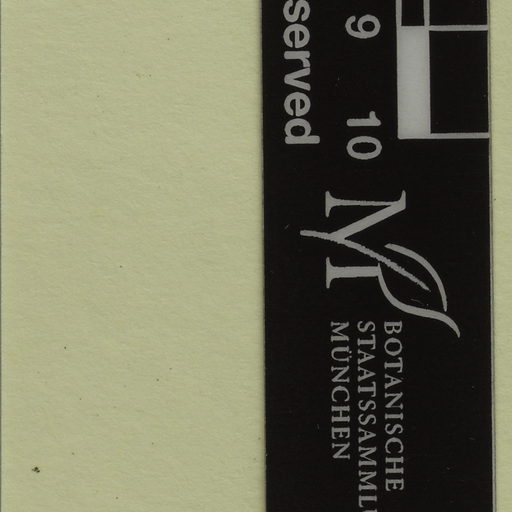 served
9 10
BOTANISCHE
STAATSSAMML
MÜNCHEN